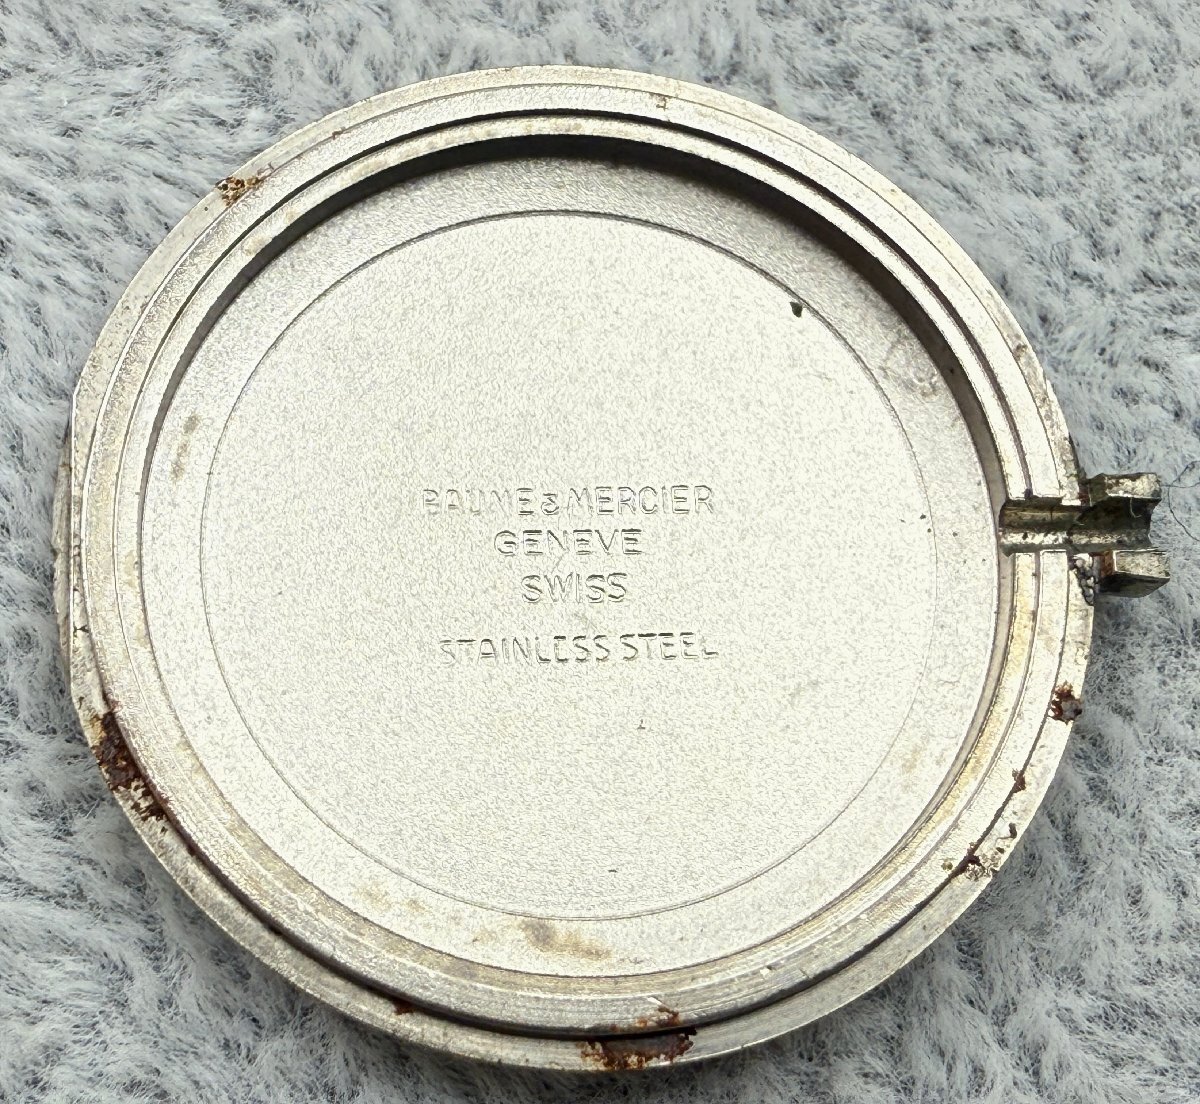 BAUME & MERCIER
GENEVE
SWISS
STAINLESS STEEL